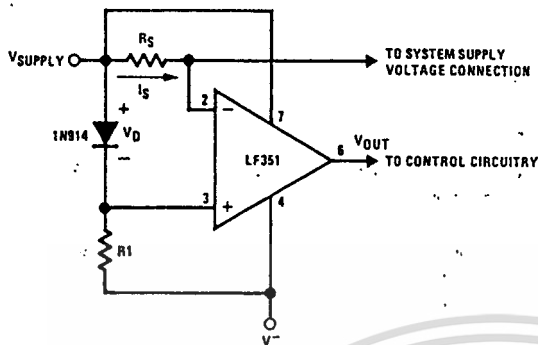 RS
VSUPPLY
TO SYSTEM SUPPLY
VOLTAGE CONNECTION
IS
2
−
7
+
1N914
VD
−
LF351
6
VOUT
TO CONTROL CIRCUITRY
3
+
4
R1
V−